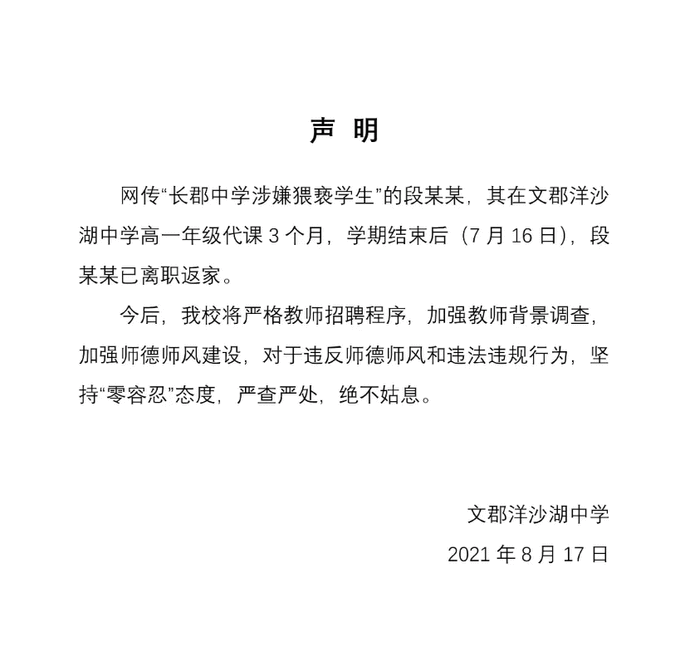 声 明
网传“长郡中学涉嫌猥亵学生”的段某某，其在文郡洋沙
湖中学高一年级代课 3 个月，学期结束后（7 月 16 日），段
某某已离职返家。
今后，我校将严格教师招聘程序，加强教师背景调查，
加强师德师风建设，对于违反师德师风和违法违规行为，坚
持“零容忍”态度，严查严处，绝不姑息。
文郡洋沙湖中学
2021 年 8 月 17 日